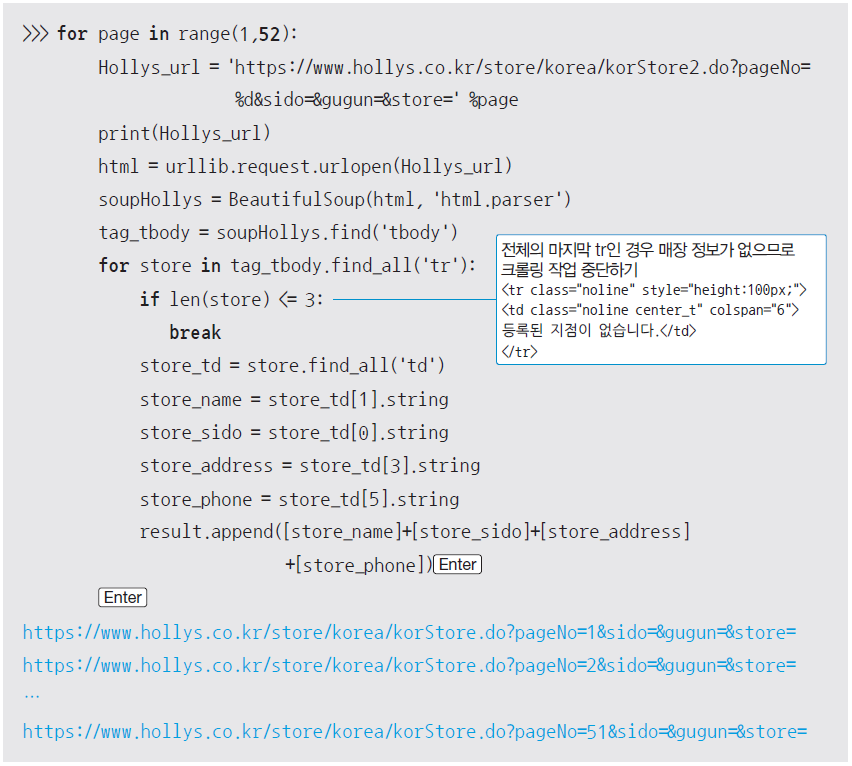 >>> for page in range(1,52):
Hollys_url = 'https://www.hollys.co.kr/store/korea/korStore2.do?pageNo=
%d&sido=&gugun=&store=' %page
print(Hollys_url)
html = urllib.request.urlopen(Hollys_url)
soupHollys = BeautifulSoup(html, 'html.parser')
tag_tbody = soupHollys.find('tbody')
for store in tag_tbody.find_all('tr'):
if len(store) <= 3:
break
전체의 마지막 tr인 경우 매장 정보가 없으므로
크롤링 작업 중단하기
<tr class="noline" style="height:100px;">
<td class="noline center_t" colspan="6">
등록된 지점이 없습니다.</td>
</tr>
store_td = store.find_all('td')
store_name = store_td[1].string
store_sido = store_td[0].string
store_address = store_td[3].string
store_phone = store_td[5].string
result.append([store_name]+[store_sido]+[store_address]
+[store_phone]) Enter
Enter
https://www.hollys.co.kr/store/korea/korStore.do?pageNo=1&sido=&gugun=&store=
https://www.hollys.co.kr/store/korea/korStore.do?pageNo=2&sido=&gugun=&store=
…
https://www.hollys.co.kr/store/korea/korStore.do?pageNo=51&sido=&gugun=&store=